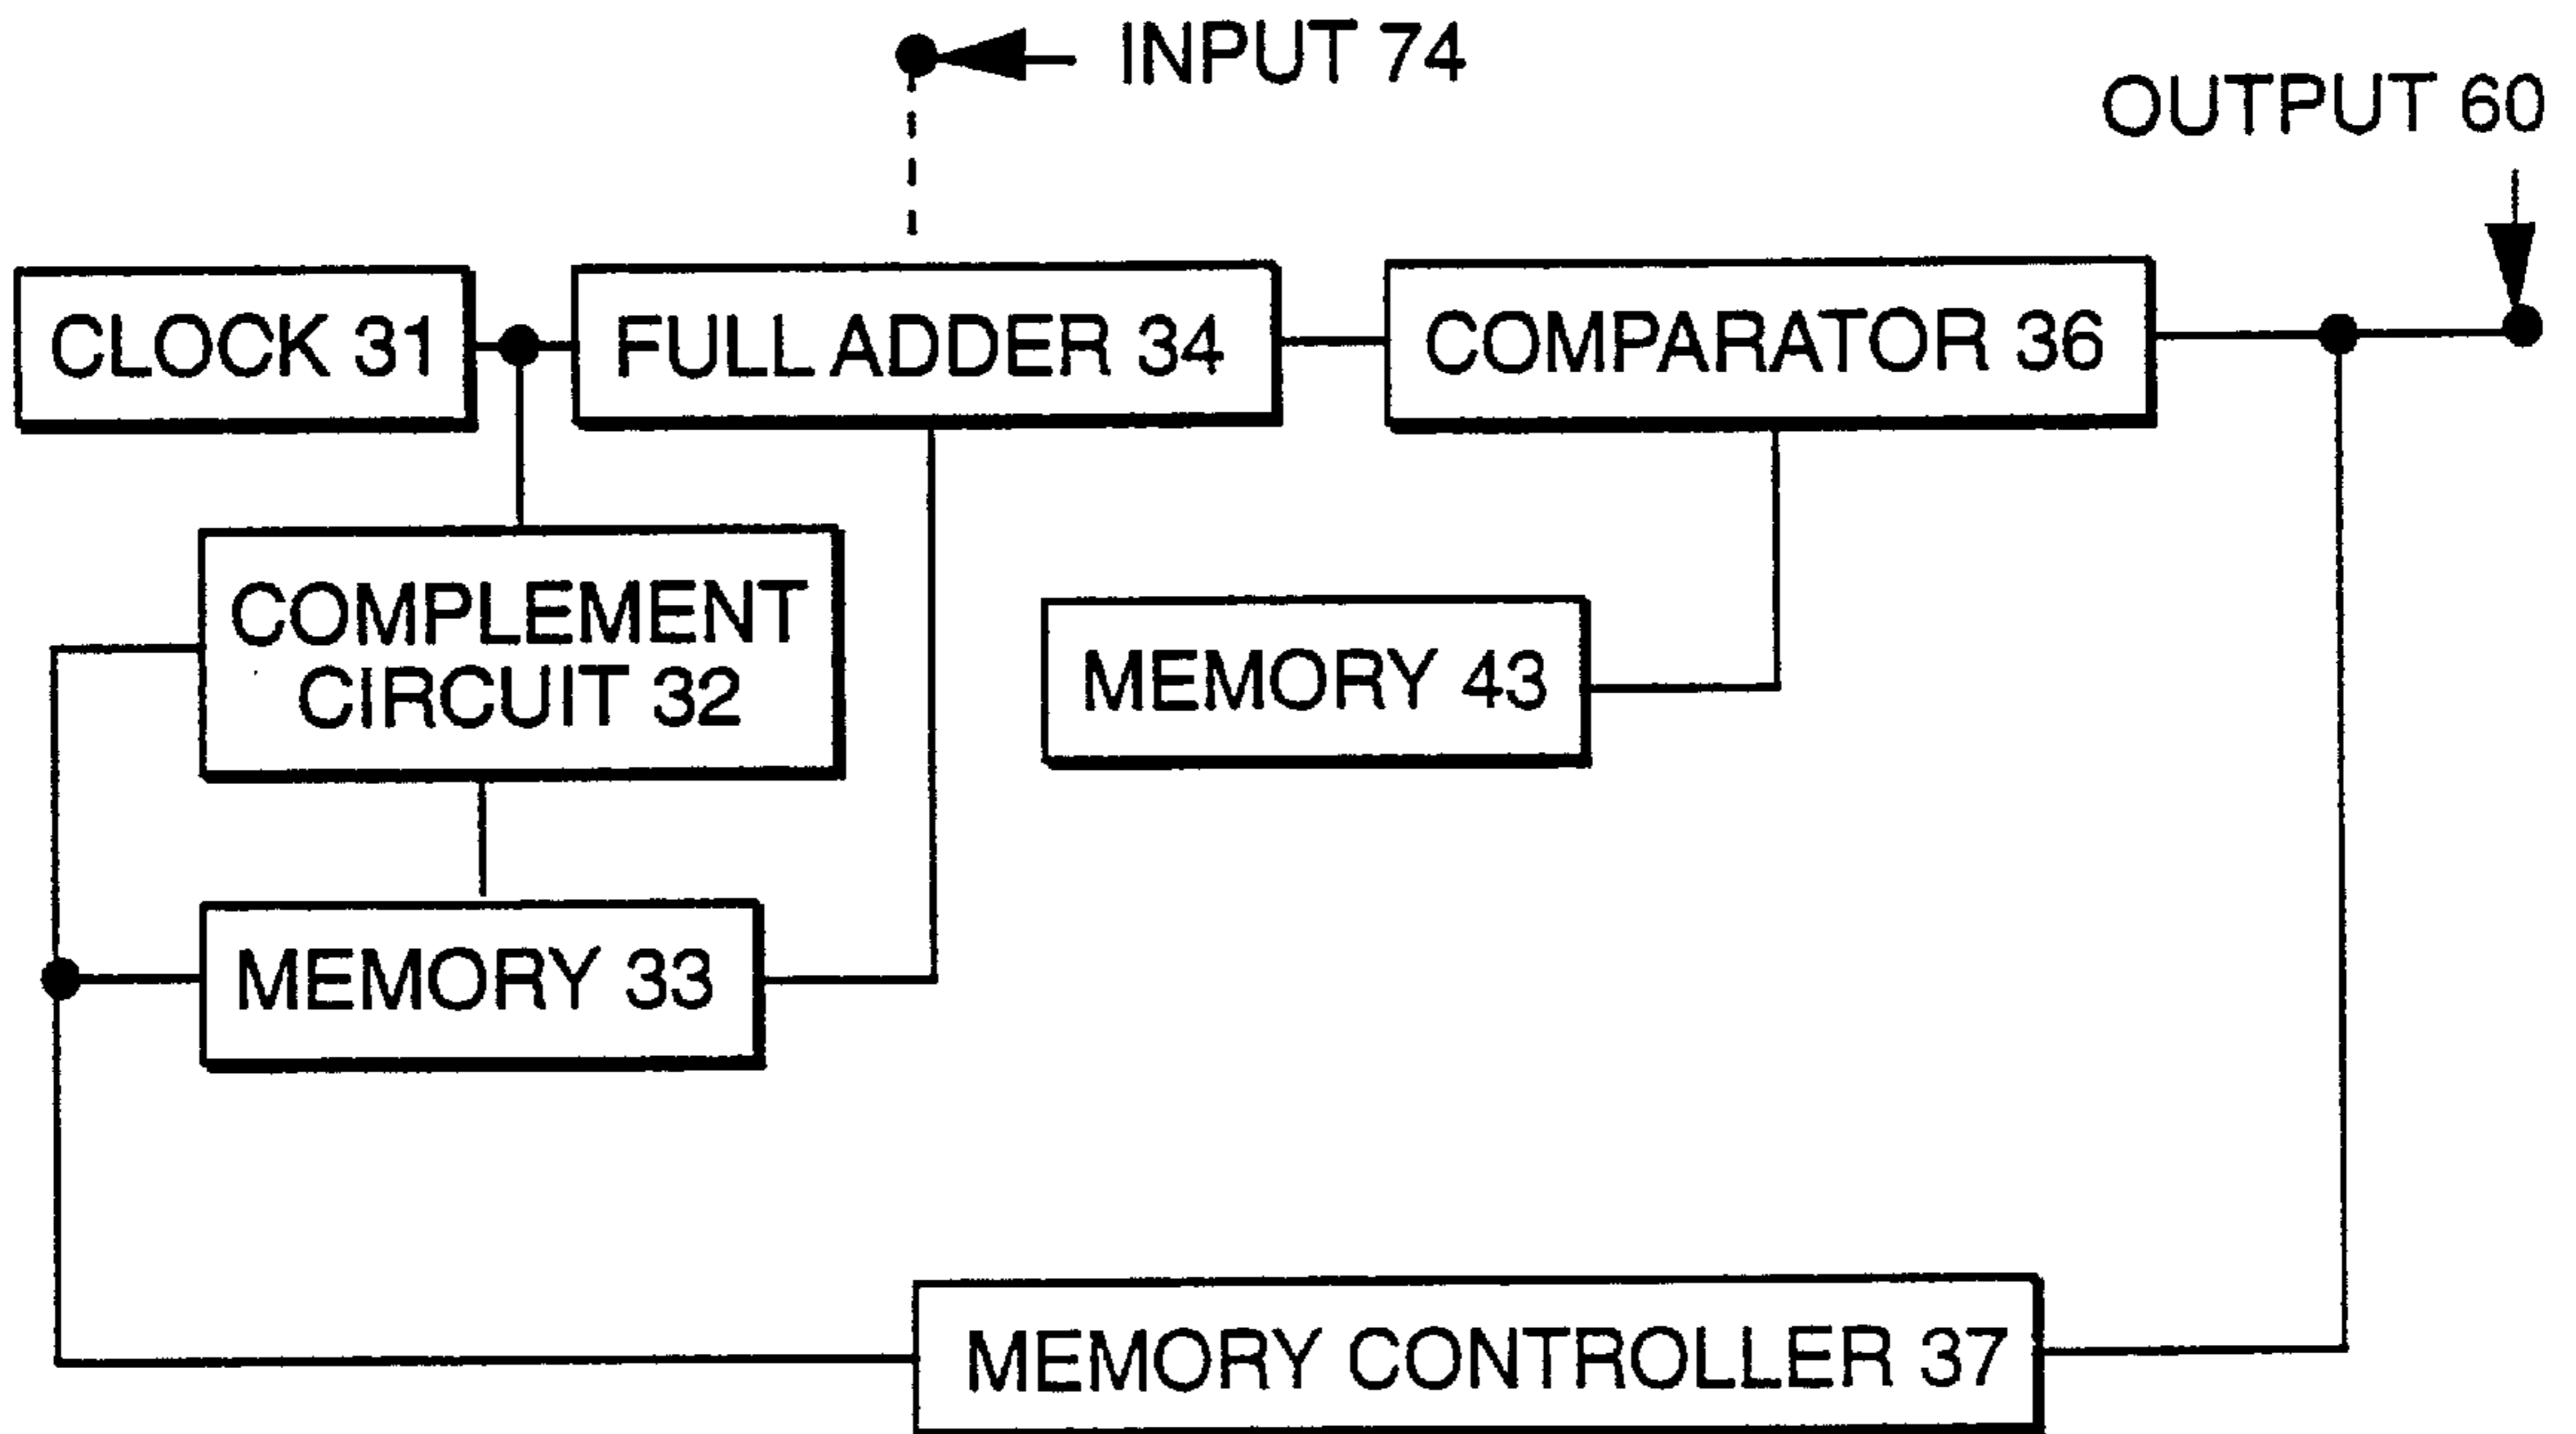 INPUT 74
OUTPUT 60
CLOCK 31
FULL ADDER 34
COMPARATOR 36
COMPLEMENT
CIRCUIT 32
MEMORY 43
MEMORY 33
MEMORY CONTROLLER 37